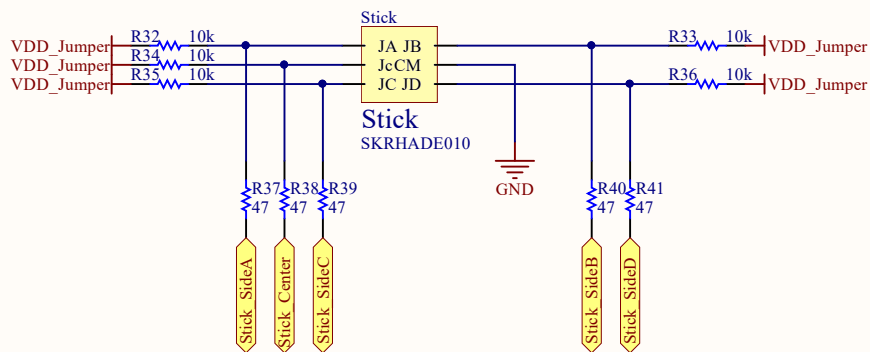 Stick
VDD_Jumper R32 10k JA JB R33 10k VDD_Jumper
VDD_Jumper R34 10k JcCM
VDD_Jumper R35 10k JC JD R36 10k VDD_Jumper
Stick
SKRHADE010
GND
R37 R38 R39 R40 R41
47 47 47 47 47
Stick_SideA
Stick_Center
Stick_SideC
Stick_SideB
Stick_SideD